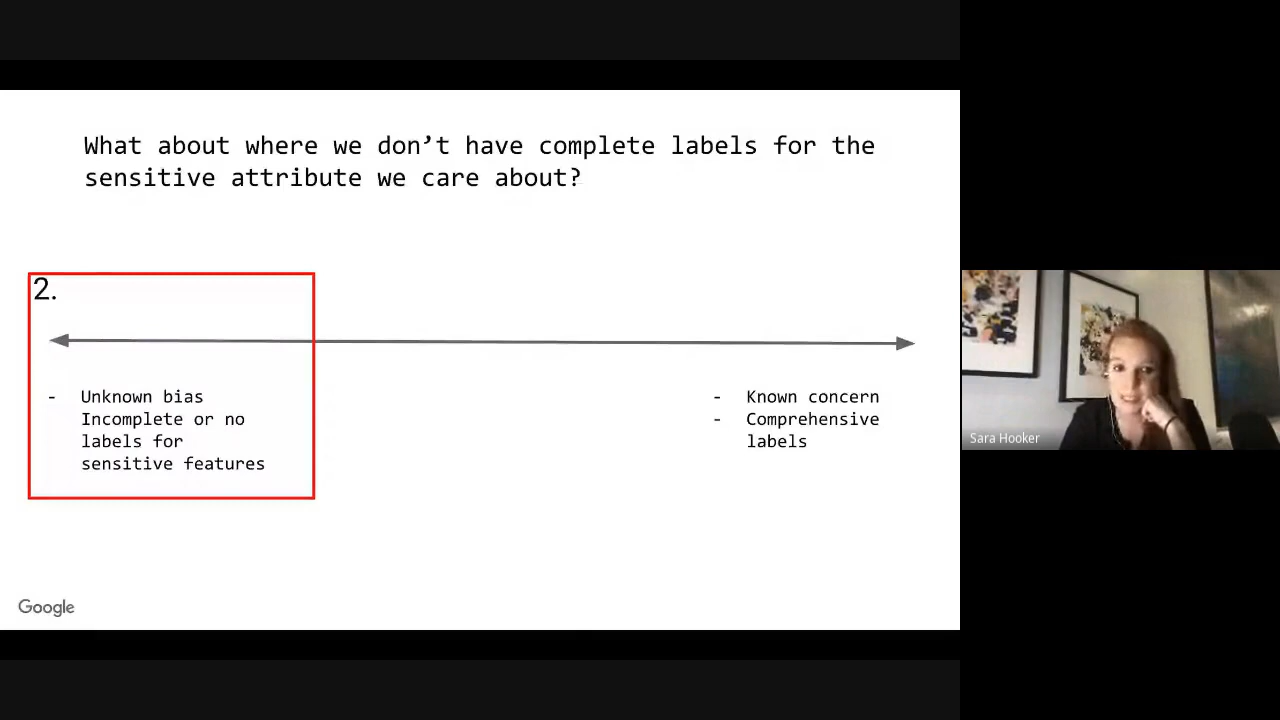 What about where we don’t have complete labels for the
sensitive attribute we care about?
2.
- Unknown bias
Incomplete or no
labels for
sensitive features
- Known concern
- Comprehensive
labels
Google
Sara Hooker